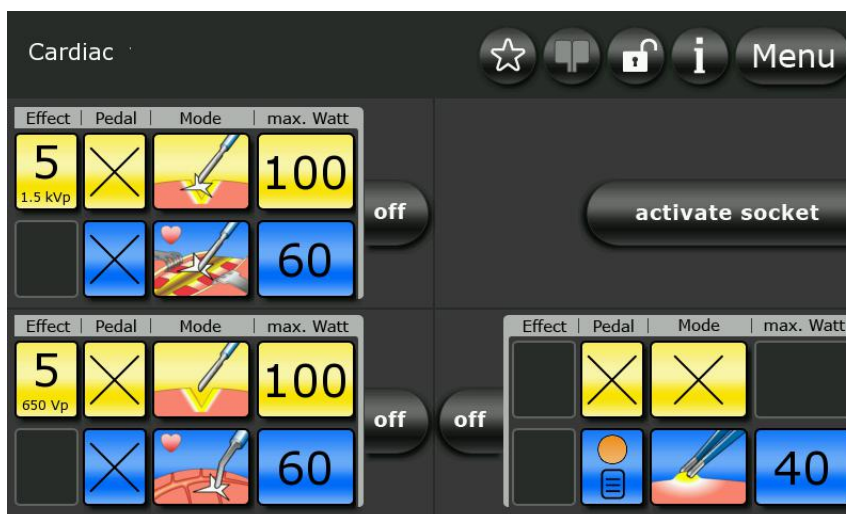 Cardiac
i
Menu
Effect | Pedal | Mode | max. Watt
5
1.5 kVp
100
off
60
activate socket
Effect | Pedal | Mode | max. Watt
5
650 Vp
100
off
60
Effect | Pedal | Mode | max. Watt
off
40